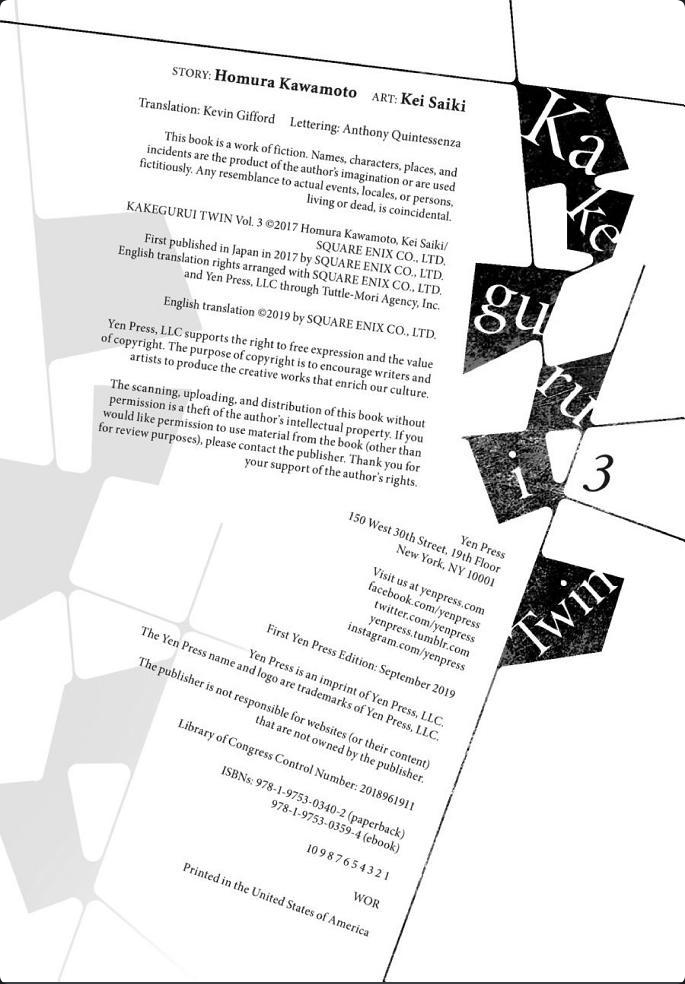 STORY: Homura Kawamoto ART: Kei Saiki
Translation: Kevin Gifford Lettering: Anthony Quintessenza
This book is a work of fiction. Names, characters, places, and
incidents are the product of the author's imagination or are used
fictitiously. Any resemblance to actual events, locales, or persons,
living or dead, is coincidental.
KAKEGURUI TWIN Vol. 3 ©2017 Homura Kawamoto, Kei Saiki/
SQUARE ENIX CO., LTD.
First published in Japan in 2017 by SQUARE ENIX CO., LTD.
English translation rights arranged with SQUARE ENIX CO., LTD.
and Yen Press, LLC through Tuttle-Mori Agency, Inc.
English translation ©2019 by SQUARE ENIX CO., LTD.
Yen Press, LLC supports the right to free expression and the value
of copyright. The purpose of copyright is to encourage writers and
artists to produce the creative works that enrich our culture.
The scanning, uploading, and distribution of this book without
permission is a theft of the author's intellectual property. If you
would like permission to use material from the book (other than
for review purposes), please contact the publisher. Thank you for
your support of the author's rights.
Yen Press
150 West 30th Street, 19th Floor
New York, NY 10001
Visit us at yenpress.com
facebook.com/yenpress
twitter.com/yenpress
yenpress.tumblr.com
instagram.com/yenpress
First Yen Press Edition: September 2019
Yen Press is an imprint of Yen Press, LLC.
The Yen Press name and logo are trademarks of Yen Press, LLC.
The publisher is not responsible for websites (or their content)
that are not owned by the publisher.
Library of Congress Control Number: 2018961911
ISBNs: 978-1-9753-0340-2 (paperback)
978-1-9753-0359-4 (ebook)
10 9 8 7 6 5 4 3 2 1
WOR
Printed in the United States of America
Ka
ke
gu
ru
i
3
Twin